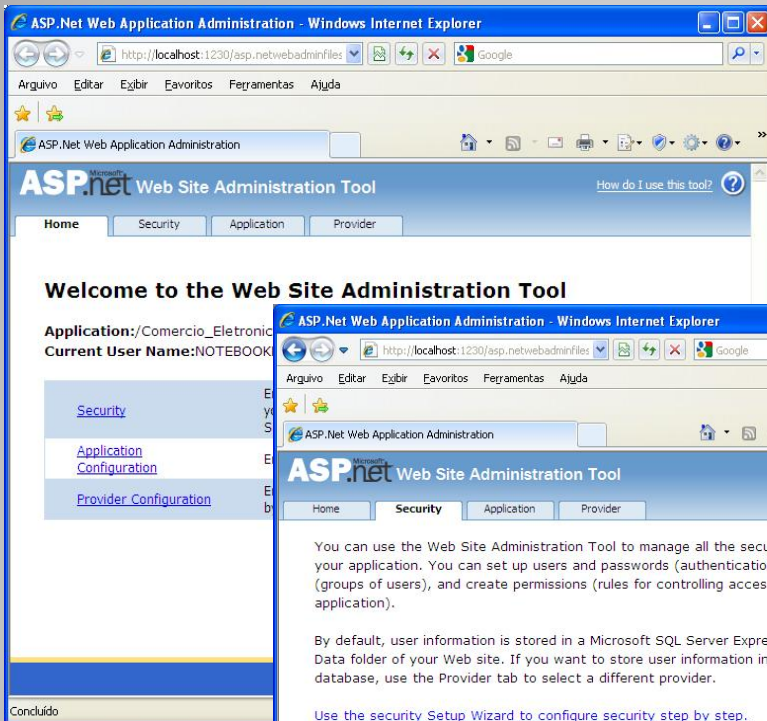 ASP.Net Web Application Administration - Windows Internet Explorer
http://localhost:1230/asp.netwebadminfiles
Google
Arquivo Editar Exibir Favoritos Ferramentas Ajuda
ASP.Net Web Application Administration
»
Microsoft
ASP.net Web Site Administration Tool
How do I use this tool? ?
Home Security Application Provider
Welcome to the Web Site Administration Tool
Application:/Comercio_Eletronic
Current User Name:NOTEBOOK
Security
Application
Configuration
Provider Configuration
Concluído
ASP.Net Web Application Administration - Windows Internet Explorer
http://localhost:1230/asp.netwebadminfiles
Google
Arquivo Editar Exibir Favoritos Ferramentas Ajuda
ASP.Net Web Application Administration
Microsoft
ASP.net Web Site Administration Tool
Home Security Application Provider
You can use the Web Site Administration Tool to manage all the secu
your application. You can set up users and passwords (authenticatio
(groups of users), and create permissions (rules for controlling acces
application).
By default, user information is stored in a Microsoft SQL Server Expre
Data folder of your Web site. If you want to store user information in
database, use the Provider tab to select a different provider.
Use the security Setup Wizard to configure security step by step.